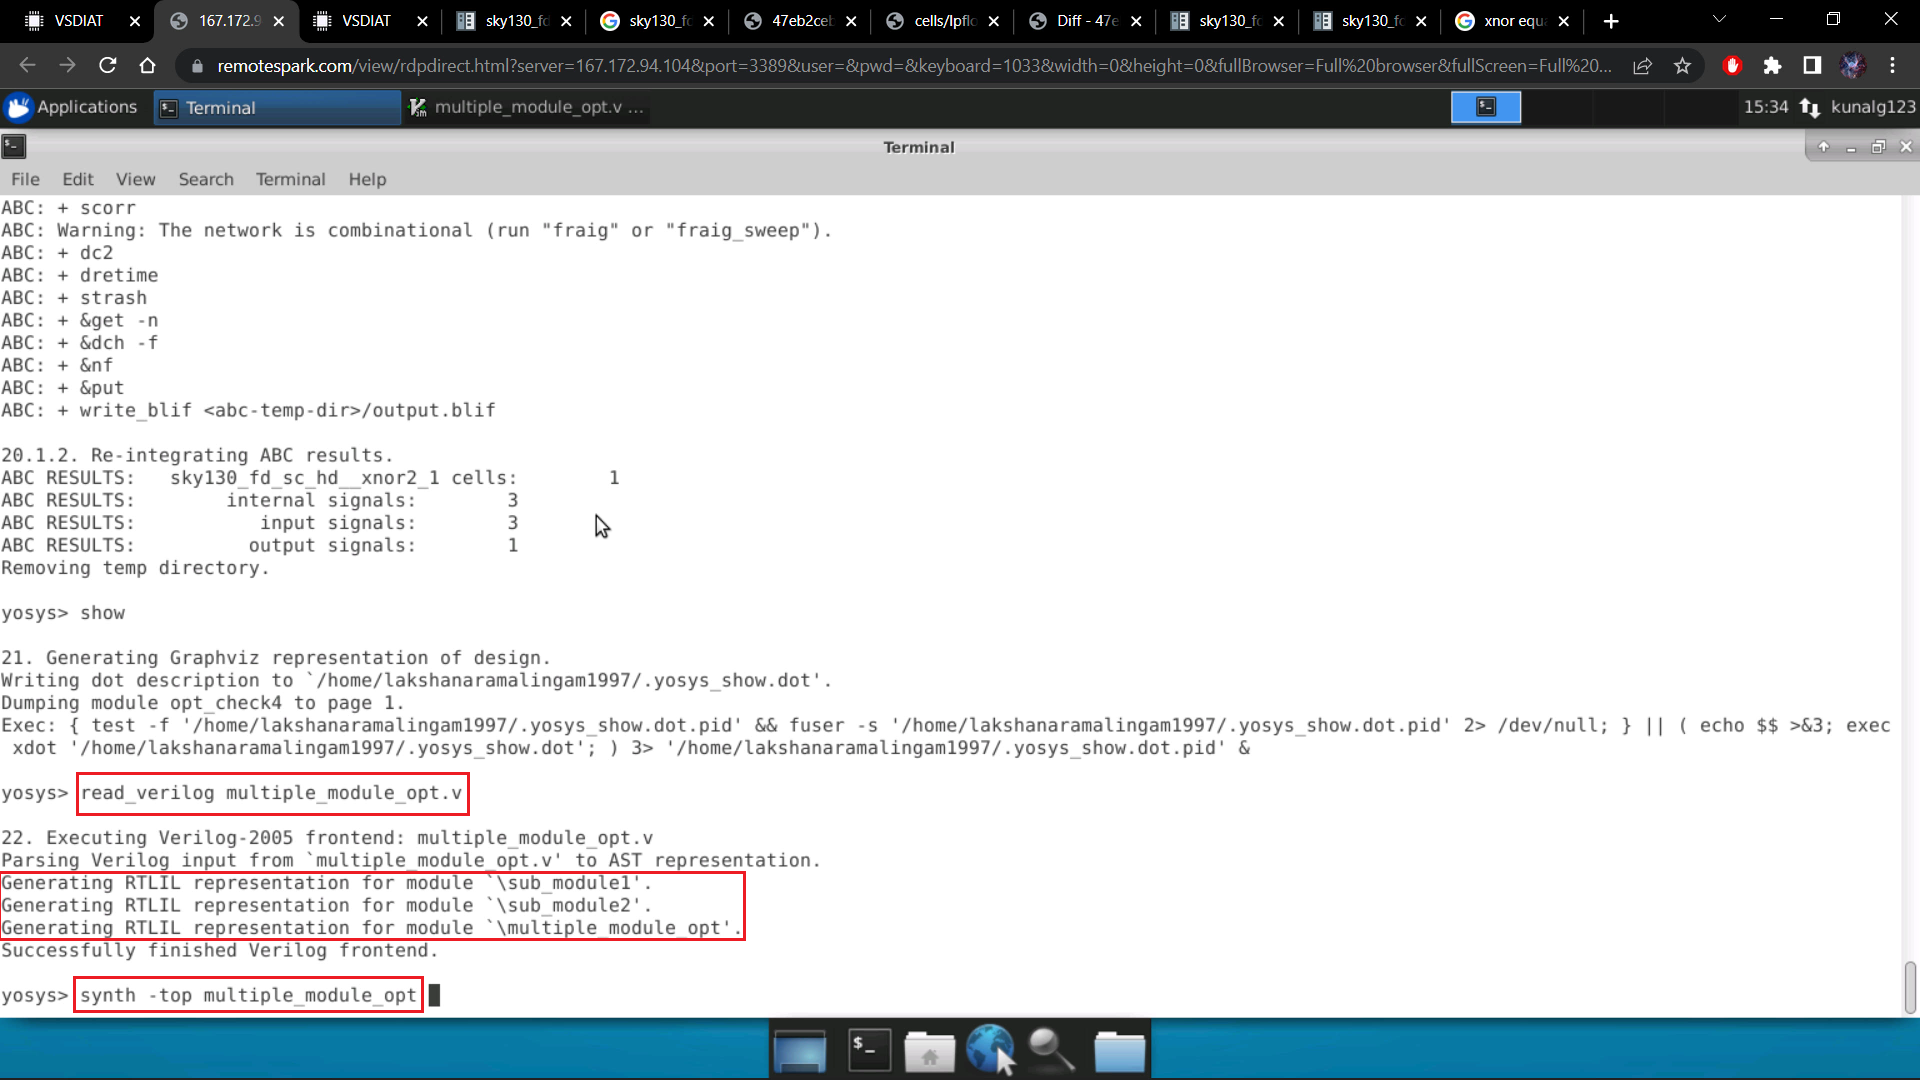 VSDIAT
167.172.9
VSDIAT
sky130_fd
sky130_fd
47eb2ceb
cells/lpflo
Diff - 47e
sky130_fd
sky130_fd
xnor equa
remotespark.com/view/rdpdirect.html?server=167.172.94.104&port=3389&user=&pwd=&keyboard=1033&width=0&height=0&fullBrowser=Full%20browser&fullScreen=Full%20...
Applications
Terminal
multiple_module_opt.v ...
15:34
kunalg123
Terminal
File Edit View Search Terminal Help
ABC: + scorr
ABC: Warning: The network is combinational (run "fraig" or "fraig_sweep").
ABC: + dc2
ABC: + dretime
ABC: + strash
ABC: + &get -n
ABC: + &dch -f
ABC: + &nf
ABC: + &put
ABC: + write_blif <abc-temp-dir>/output.blif
20.1.2. Re-integrating ABC results.
ABC RESULTS:   sky130_fd_sc_hd__xnor2_1 cells:        1
ABC RESULTS:        internal signals:        3
ABC RESULTS:           input signals:        3
ABC RESULTS:          output signals:        1
Removing temp directory.
yosys> show
21. Generating Graphviz representation of design.
Writing dot description to `/home/lakshanaramalingam1997/.yosys_show.dot'.
Dumping module opt_check4 to page 1.
Exec: { test -f '/home/lakshanaramalingam1997/.yosys_show.dot.pid' && fuser -s '/home/lakshanaramalingam1997/.yosys_show.dot.pid' 2> /dev/null; } || ( echo $$ >&3; exec
xdot '/home/lakshanaramalingam1997/.yosys_show.dot'; ) 3> '/home/lakshanaramalingam1997/.yosys_show.dot.pid' &
yosys> read_verilog multiple_module_opt.v
22. Executing Verilog-2005 frontend: multiple_module_opt.v
Parsing Verilog input from `multiple_module_opt.v' to AST representation.
Generating RTLIL representation for module `\sub_module1'.
Generating RTLIL representation for module `\sub_module2'.
Generating RTLIL representation for module `\multiple_module_opt'.
Successfully finished Verilog frontend.
yosys> synth -top multiple_module_opt